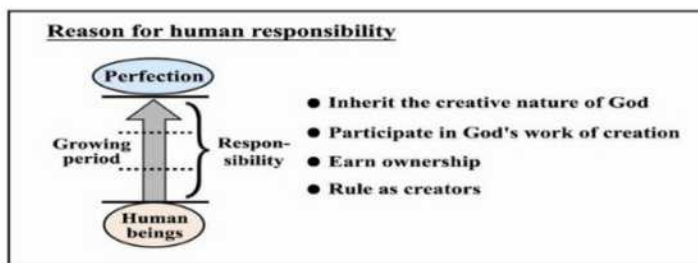 Reason for human responsibility
Perfection
Growing
period
Respon-
sibility
Human
beings
● Inherit the creative nature of God
● Participate in God's work of creation
● Earn ownership
● Rule as creators